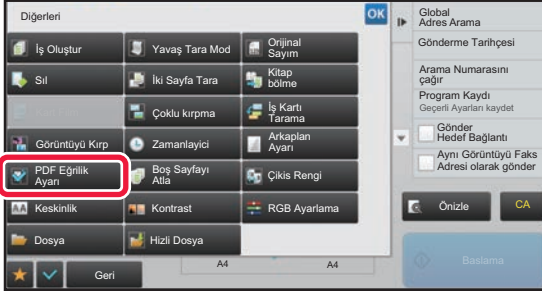 Diğerleri
OK
İş Oluştur
Yavaş Tara Mod
Orijinal
Sayım
Sıl
İki Sayfa Tara
Kitap
bölme
Çoklu kırpma
İş Kartı
Tarama
Görüntüyü Kırp
Zamanlayici
Arkaplan
Ayarı
PDF Eğrilik
Ayarı
Boş Sayfayı
Atla
Çikis Rengi
Keskinlik
Kontrast
RGB Ayarlama
Dosya
Hizli Dosya
Geri
A4
A4
Global
Adres Arama
Gönderme Tarihçesi
Arama Numarasını
çağır
Program Kaydı
Geçerli Ayarları kaydet
Gönder
Hedef Bağlantı
Aynı Görüntüyü Faks
Adresi olarak gönder
Önizle
CA
Baslama